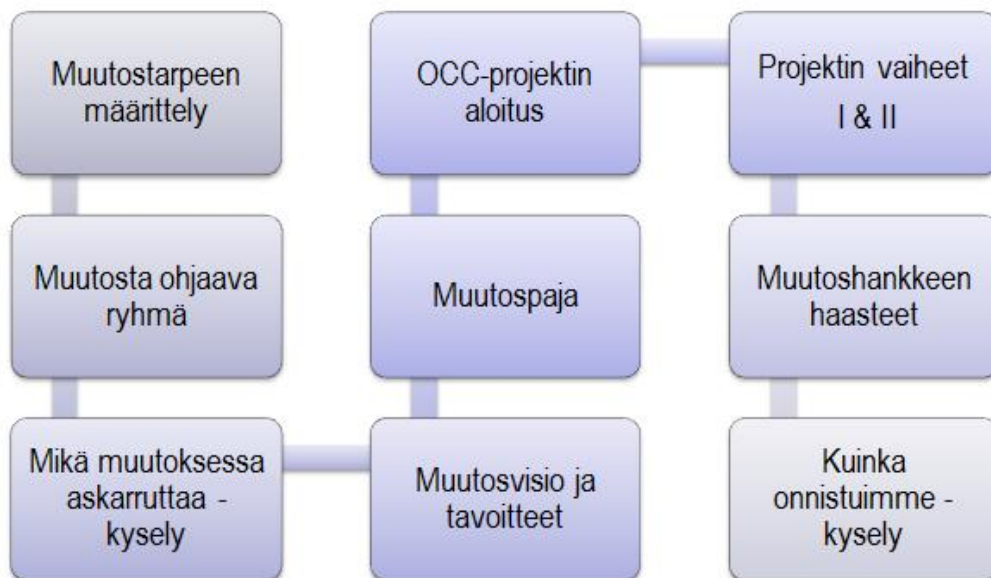 Muutostarpeen
määrittely
Muutosta ohjaava
ryhmä
Mikä muutoksessa
askarruttaa -
kysely
Muutosvisio ja
tavoitteet
Muutospaja
OCC-projektin
aloitus
Projektin vaiheet
I & II
Muutoshankkeen
haasteet
Kuinka
onnistuimme -
kysely